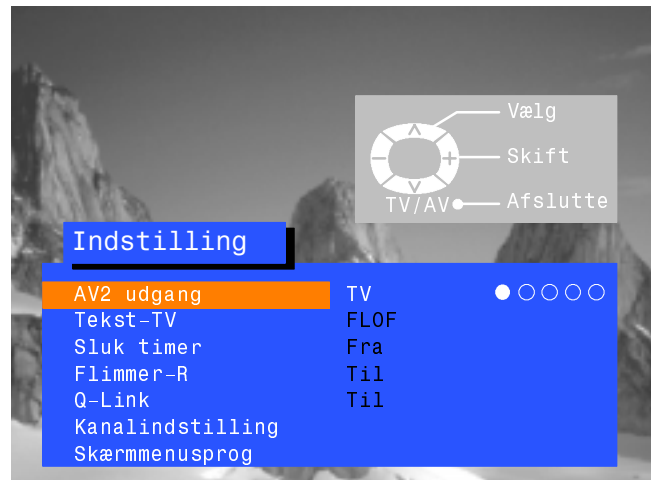 Vælg
Skift
TV/AV Afslutte
Indstilling
AV2 udgang TV
Tekst-TV FLOF
Sluk timer Fra
Flimmer-R Til
Q-Link Til
Kanalindstilling
Skærmmenusprog